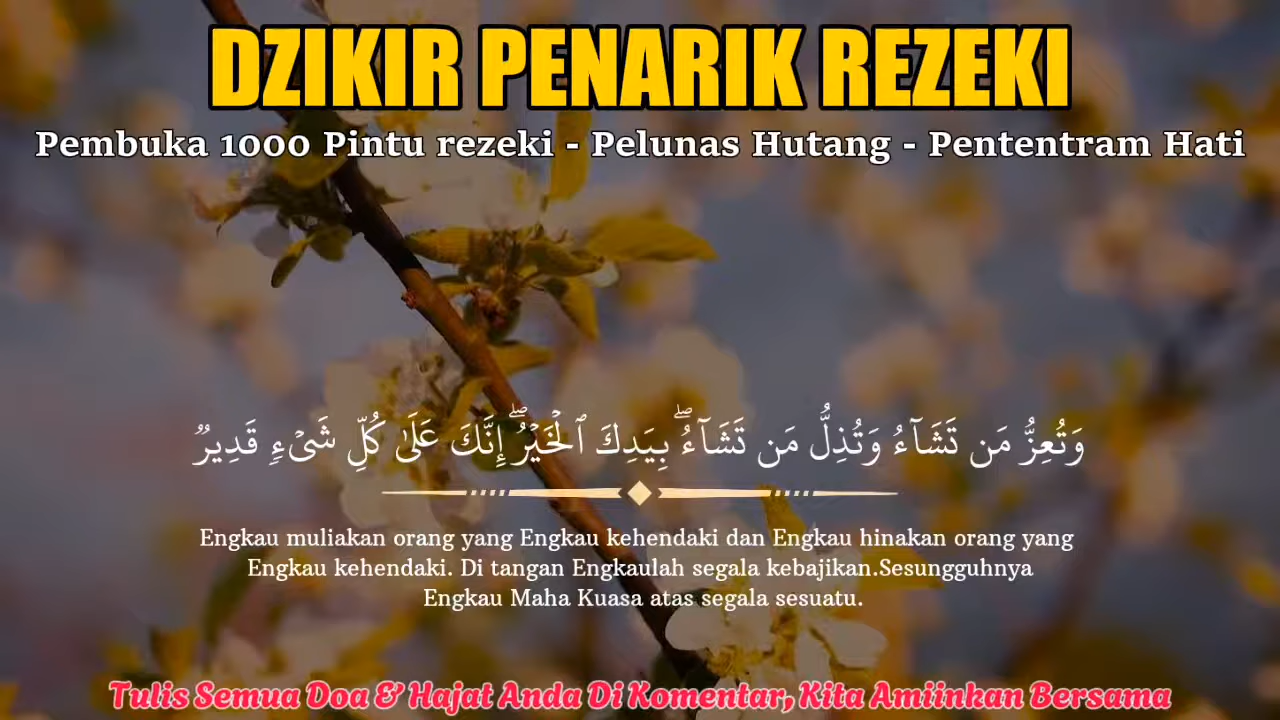 DZIKIR PENARIK REZEKI
Pembuka 1000 Pintu rezeki - Pelunas Hutang - Pententram Hati
وَتُعِزُّ مَن تَشَآءُ وَتُذِلُّ مَن تَشَآءُۖ بِيَدِكَ ٱلْخَيْرُۖ إِنَّكَ عَلَىٰ كُلِّ شَىْءٍ قَدِيرٌ
Engkau muliakan orang yang Engkau kehendaki dan Engkau hinakan orang yang
Engkau kehendaki. Di tangan Engkaulah segala kebajikan.Sesungguhnya
Engkau Maha Kuasa atas segala sesuatu.
Tulis Semua Doa & Hajat Anda Di Komentar, Kita Amiinkan Bersama